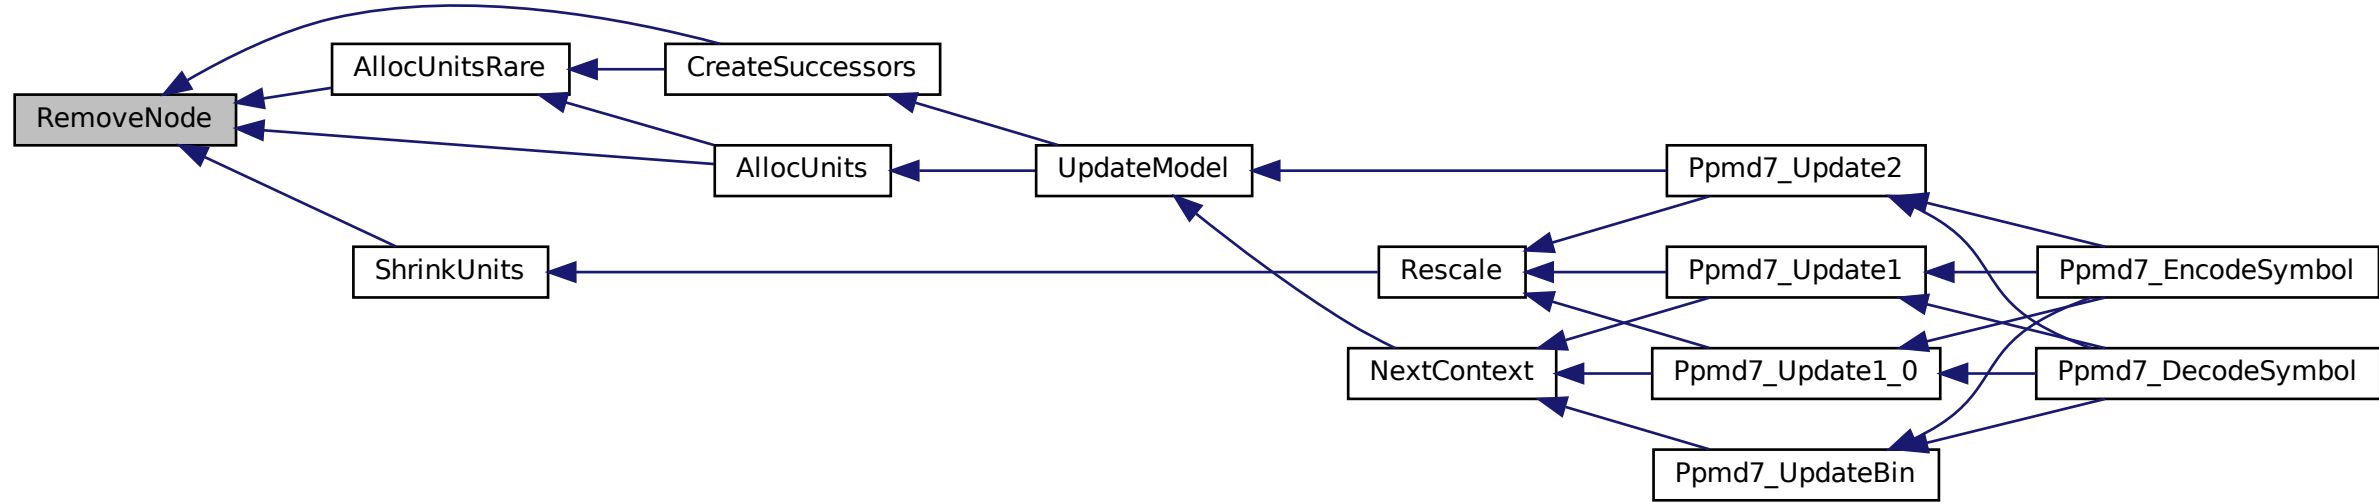 RemoveNode
AllocUnitsRare
CreateSuccessors
AllocUnits
UpdateModel
Ppmd7_Update2
ShrinkUnits
Rescale
Ppmd7_Update1
Ppmd7_EncodeSymbol
NextContext
Ppmd7_Update1_0
Ppmd7_DecodeSymbol
Ppmd7_UpdateBin